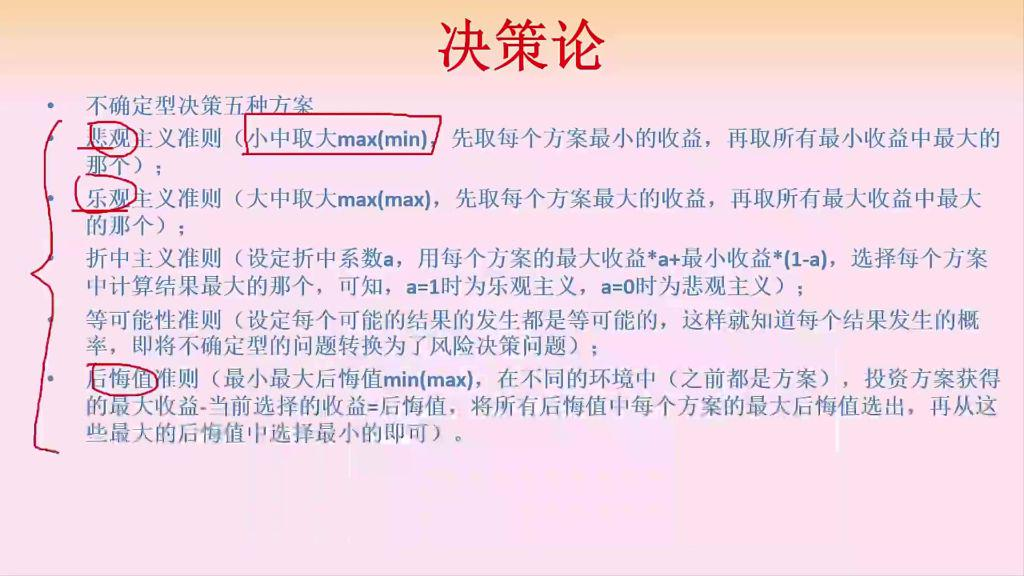 决策论
• 不确定型决策五种方案
• 悲观主义准则（小中取大max(min)，先取每个方案最小的收益，再取所有最小收益中最大的
那个）；
• 乐观主义准则（大中取大max(max)，先取每个方案最大的收益，再取所有最大收益中最大
的那个）；
• 折中主义准则（设定折中系数a，用每个方案的最大收益*a+最小收益*(1-a)，选择每个方案
中计算结果最大的那个，可知，a=1时为乐观主义，a=0时为悲观主义）；
• 等可能性准则（设定每个可能的结果的发生都是等可能的，这样就知道每个结果发生的概
率，即将不确定型的问题转换为了风险决策问题）；
• 后悔值准则（最小最大后悔值min(max)，在不同的环境中（之前都是方案），投资方案获得
的最大收益-当前选择的收益=后悔值，将所有后悔值中每个方案的最大后悔值选出，再从这
些最大的后悔值中选择最小的即可）。